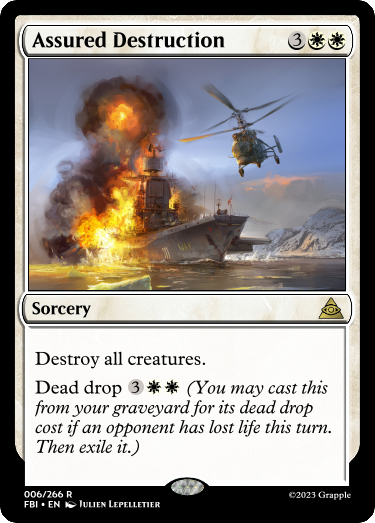 Assured Destruction 3
Sorcery
Destroy all creatures.
Dead drop 3 (You may cast this
from your graveyard for its dead drop
cost if an opponent has lost life this turn.
Then exile it.)
006/266 R
FBI • EN Julien Lepelletier
©2023 Grapple